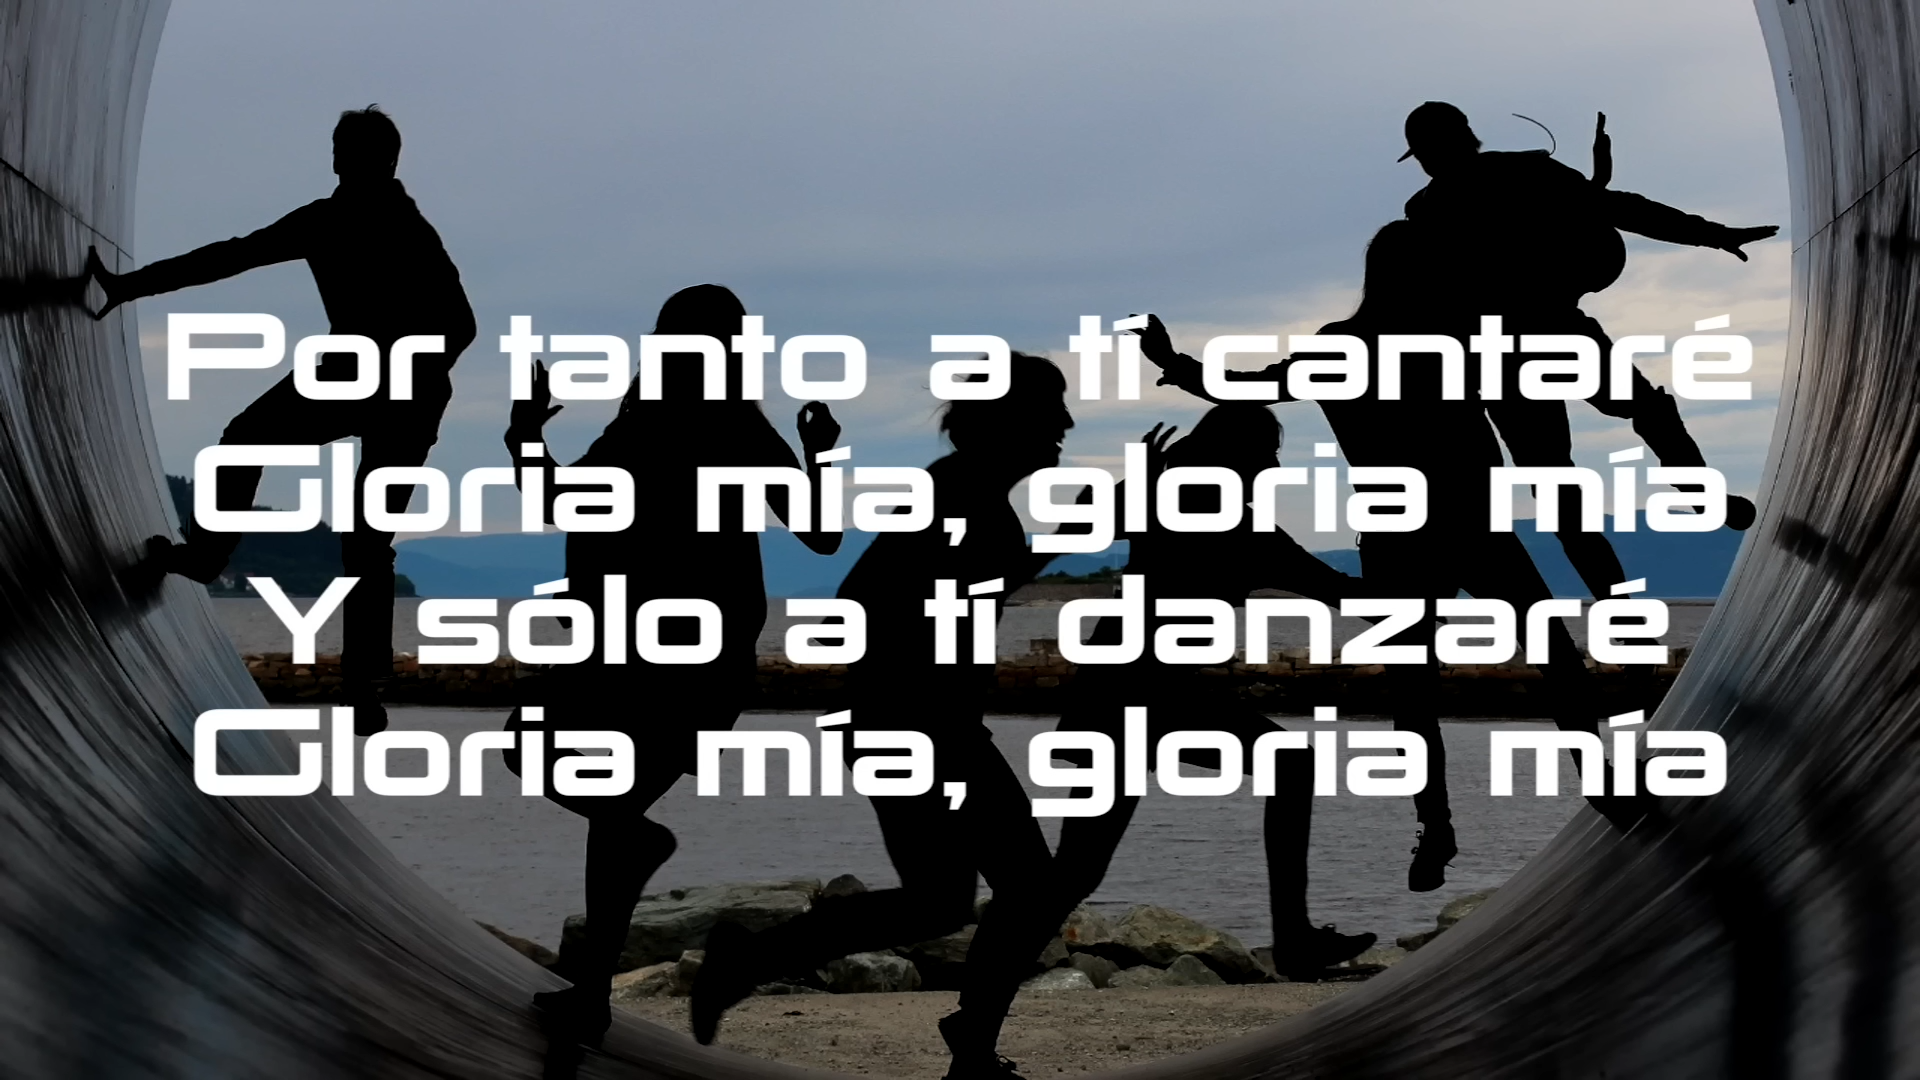 Por tanto a tí cantaré
Gloria mía, gloria mía
Y sólo a tí danzaré
Gloria mía, gloria mía